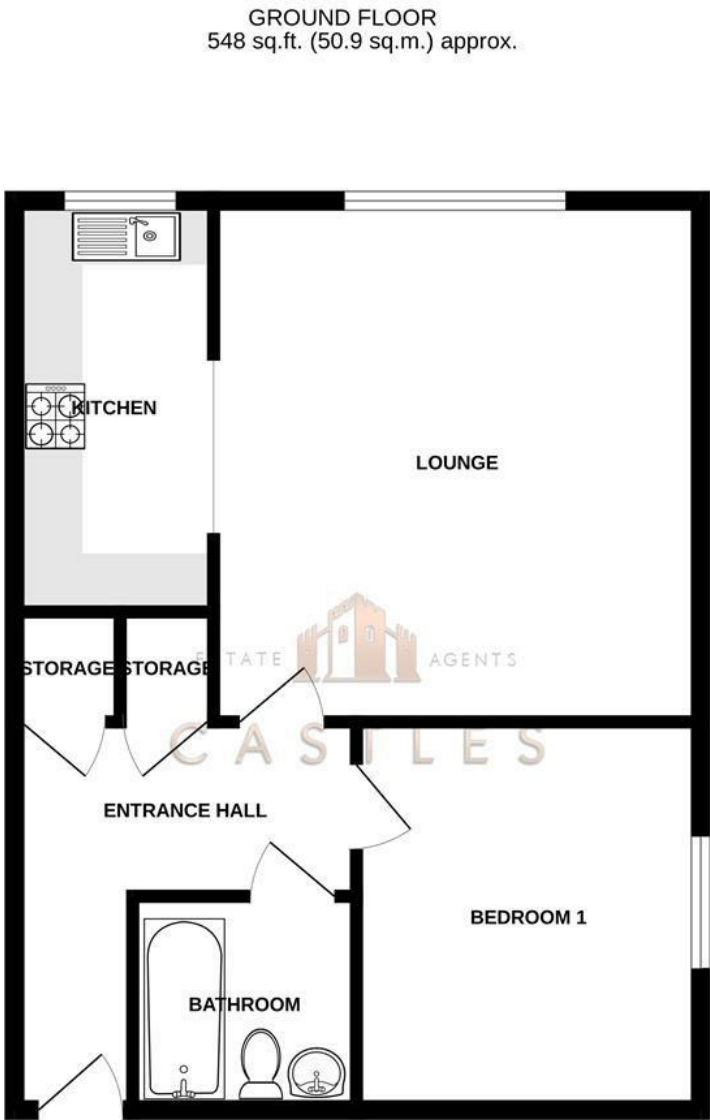 GROUND FLOOR
548 sq.ft. (50.9 sq.m.) approx.
KITCHEN
LOUNGE
STORAGE
STORAGE
ESTATE AGENTS
CASTLES
ENTRANCE HALL
BEDROOM 1
BATHROOM